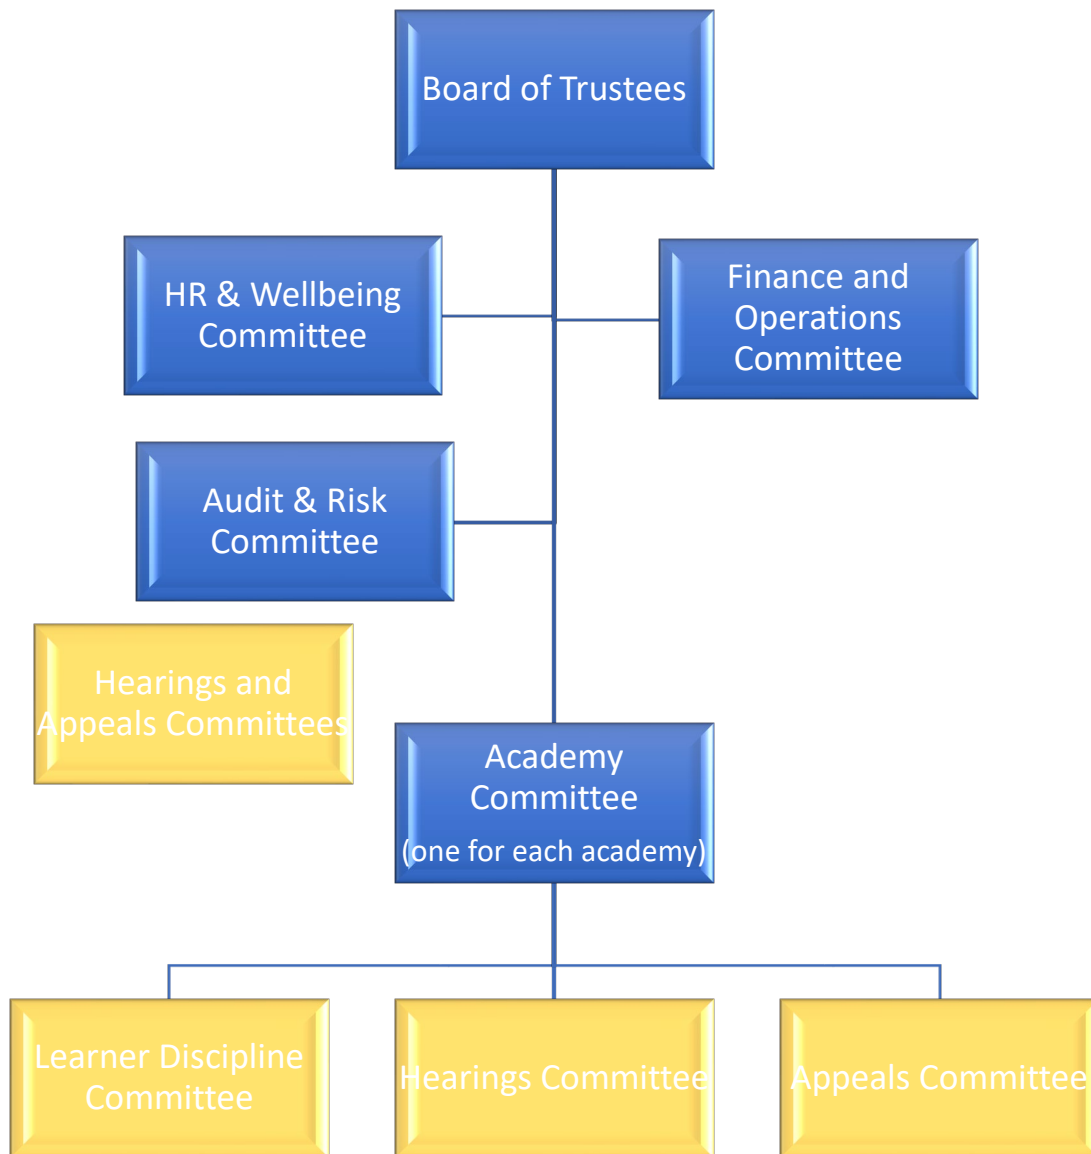 Board of Trustees
HR & Wellbeing
Committee
Finance and
Operations
Committee
Audit & Risk
Committee
Hearings and
Appeals Committees
Academy
Committee
(one for each academy)
Learner Discipline
Committee
Hearings Committee
Appeals Committee